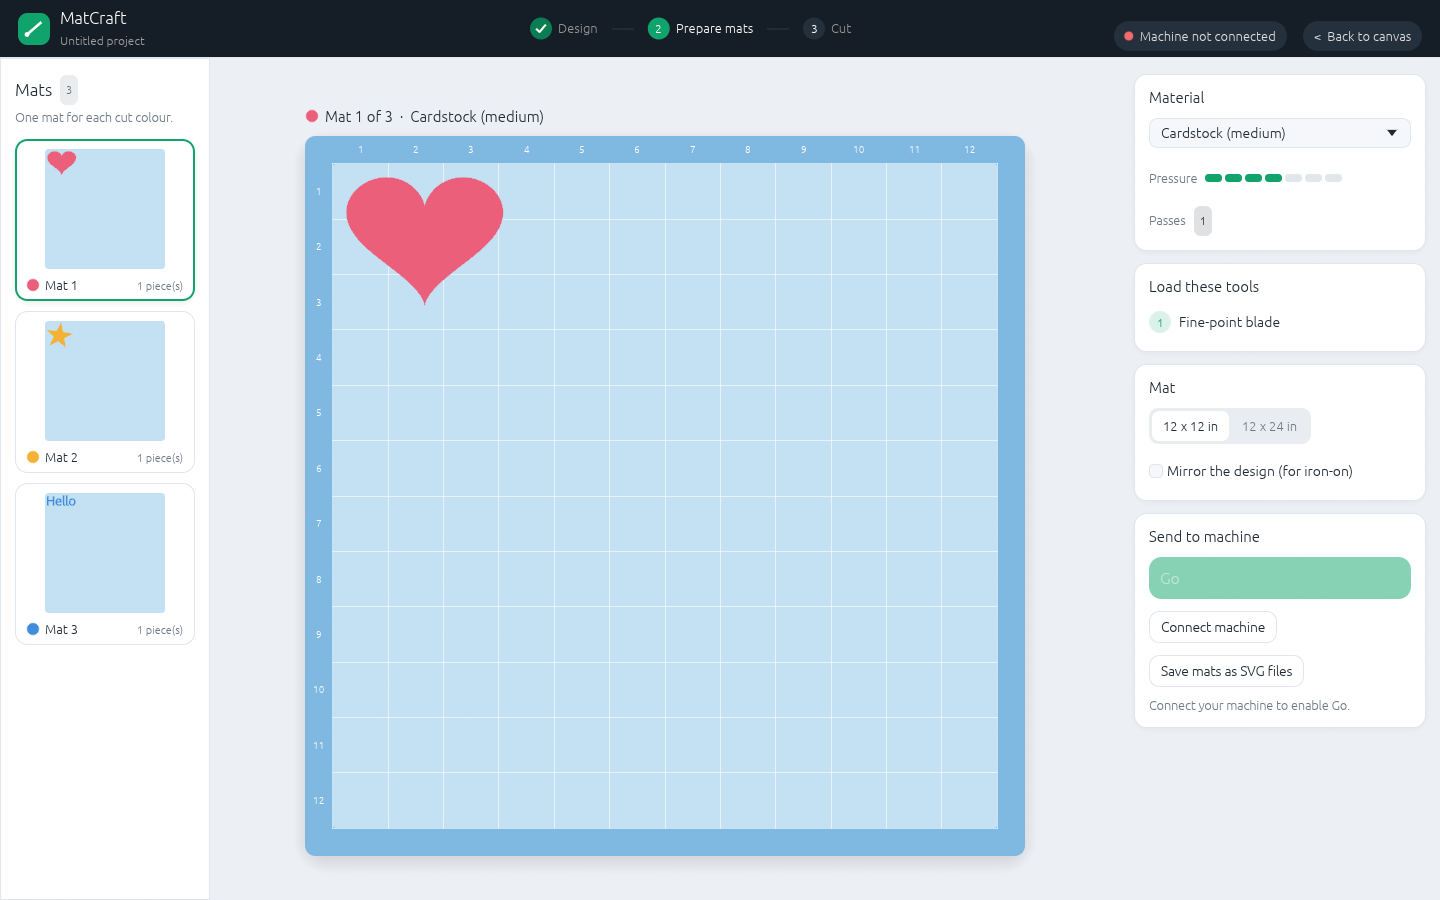 MatCraft
Untitled project
Design
2 Prepare mats
3 Cut
Machine not connected
< Back to canvas
Mats 3
One mat for each cut colour.
Mat 1 1 piece(s)
Mat 2 1 piece(s)
Hello
Mat 3 1 piece(s)
Mat 1 of 3 · Cardstock (medium)
1 2 3 4 5 6 7 8 9 10 11 12
1
2
3
4
5
6
7
8
9
10
11
12
Material
Cardstock (medium)
Pressure
Passes 1
Load these tools
1 Fine-point blade
Mat
12 x 12 in 12 x 24 in
Mirror the design (for iron-on)
Send to machine
Go
Connect machine
Save mats as SVG files
Connect your machine to enable Go.